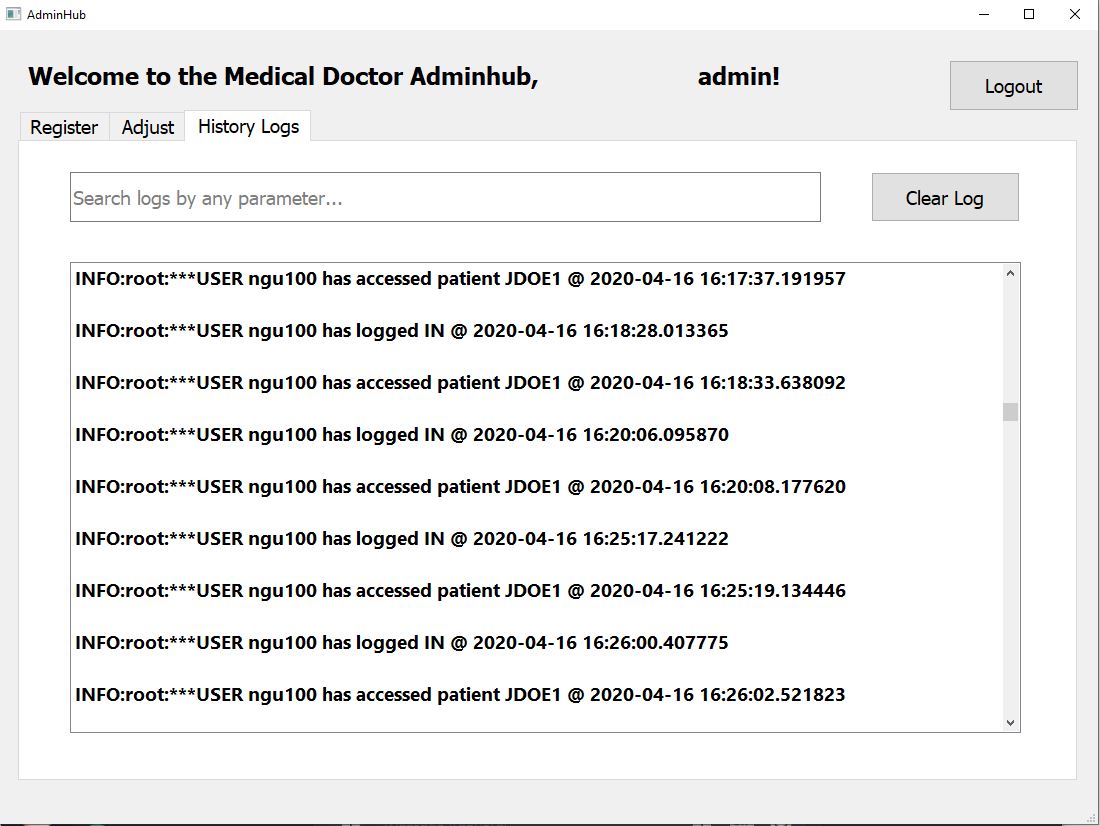 AdminHub
Welcome to the Medical Doctor Adminhub, admin!
Logout
Register Adjust History Logs
Search logs by any parameter...
Clear Log
INFO:root:***USER ngu100 has accessed patient JDOE1 @ 2020-04-16 16:17:37.191957
INFO:root:***USER ngu100 has logged IN @ 2020-04-16 16:18:28.013365
INFO:root:***USER ngu100 has accessed patient JDOE1 @ 2020-04-16 16:18:33.638092
INFO:root:***USER ngu100 has logged IN @ 2020-04-16 16:20:06.095870
INFO:root:***USER ngu100 has accessed patient JDOE1 @ 2020-04-16 16:20:08.177620
INFO:root:***USER ngu100 has logged IN @ 2020-04-16 16:25:17.241222
INFO:root:***USER ngu100 has accessed patient JDOE1 @ 2020-04-16 16:25:19.134446
INFO:root:***USER ngu100 has logged IN @ 2020-04-16 16:26:00.407775
INFO:root:***USER ngu100 has accessed patient JDOE1 @ 2020-04-16 16:26:02.521823